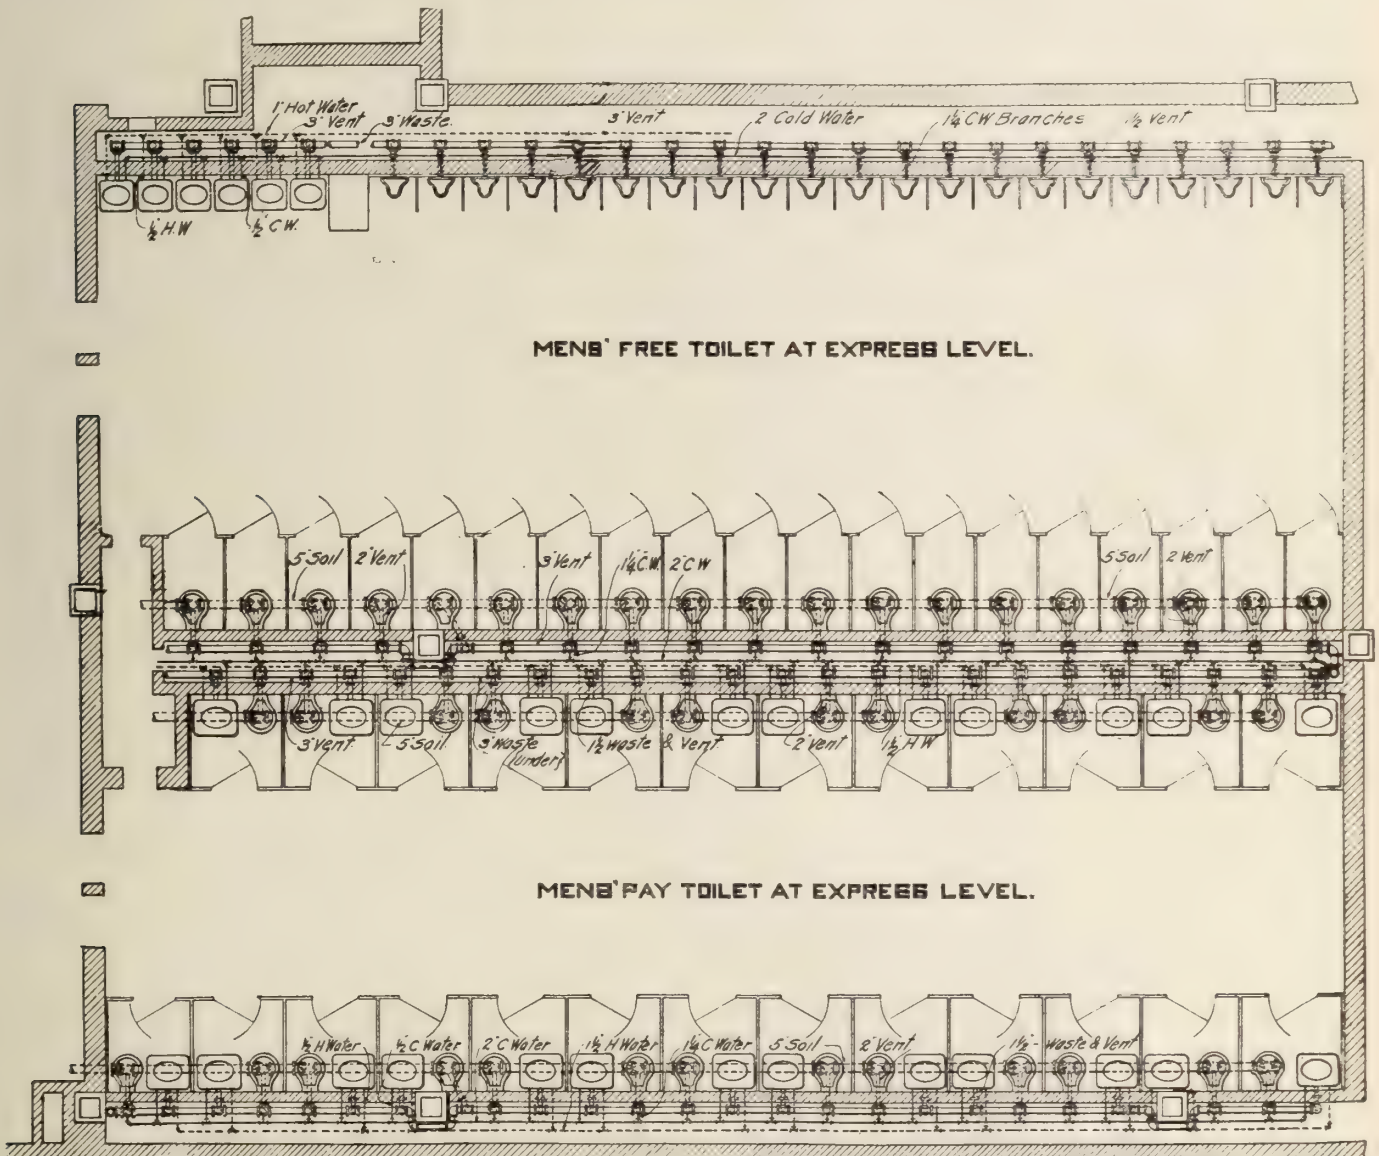 1" Hot Water
3" Vent
3" Waste.
3" Vent
2" Cold Water
1¼" CW Branches
1½" Vent
½" H.W
½" C.W.
MENS' FREE TOILET AT EXPRESS LEVEL.
5" Soil
2" Vent
3" Vent
1¼" C.W.
2" CW
5" Soil
2" Vent
3" Vent
5" Soil.
3" Waste
(under)
1½" Waste & Vent.
2" Vent
1½" H W
MENS' PAY TOILET AT EXPRESS LEVEL.
½" H Water
½" C Water
2" C Water
1½" H Water
1¼" C Water
5" Soil
2" Vent
1½" - Waste & Vent